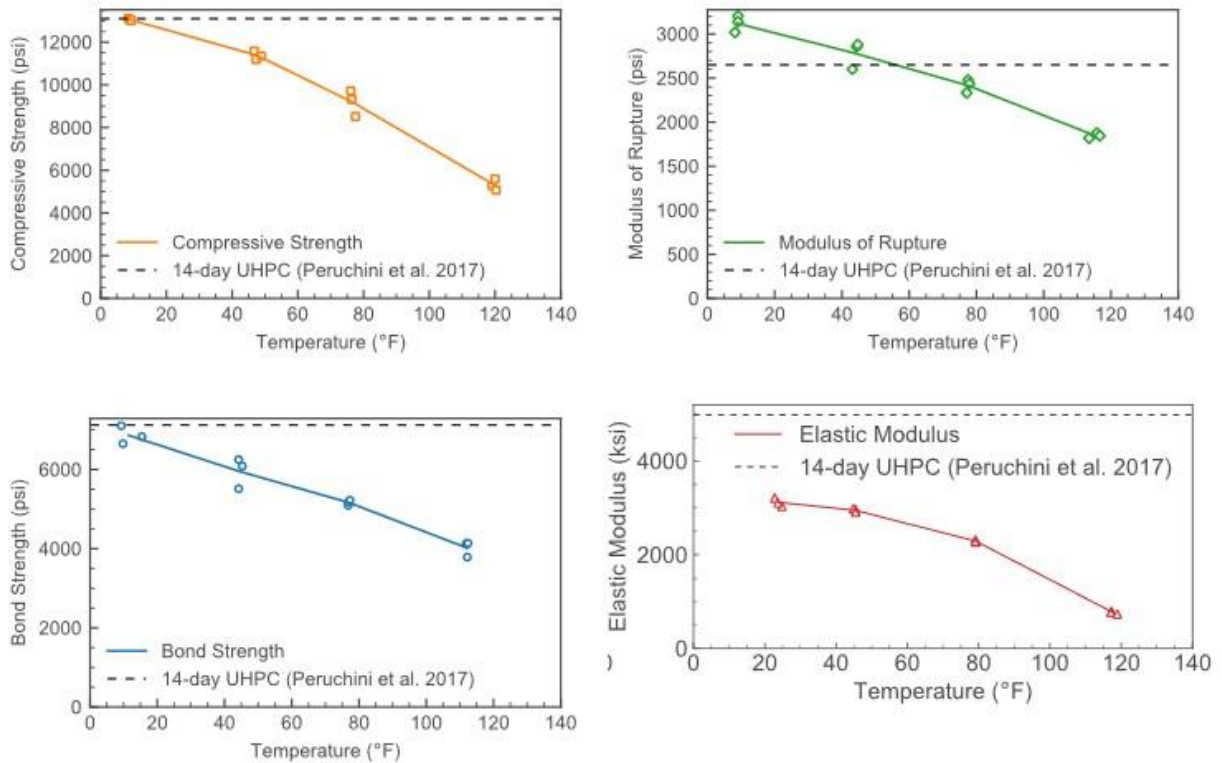 Compressive Strength (psi)
12000
10000
8000
6000
4000
2000
0
Compressive Strength
14-day UHPC (Peruchini et al. 2017)
0 20 40 60 80 100 120 140
Temperature (°F)
Modulus of Rupture (psi)
3000
2500
2000
1500
1000
500
0
Modulus of Rupture
14-day UHPC (Peruchini et al. 2017)
0 20 40 60 80 100 120 140
Temperature (°F)
Bond Strength (psi)
6000
4000
2000
0
Bond Strength
14-day UHPC (Peruchini et al. 2017)
0 20 40 60 80 100 120 140
Temperature (°F)
Elastic Modulus (ksi)
4000
2000
0
Elastic Modulus
14-day UHPC (Peruchini et al. 2017)
0 20 40 60 80 100 120 140
Temperature (°F)